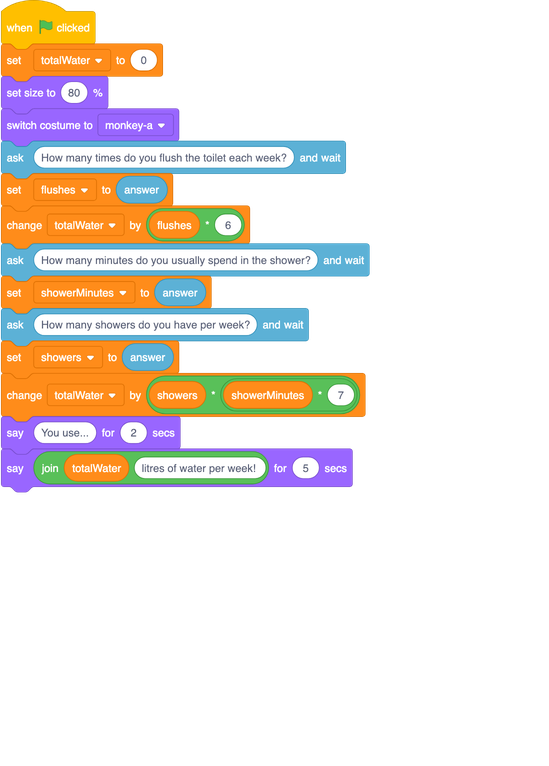 when clicked
set totalWater to 0
set size to 80 %
switch costume to monkey-a
ask How many times do you flush the toilet each week? and wait
set flushes to answer
change totalWater by flushes * 6
ask How many minutes do you usually spend in the shower? and wait
set showerMinutes to answer
ask How many showers do you have per week? and wait
set showers to answer
change totalWater by showers * showerMinutes * 7
say You use... for 2 secs
say join totalWater litres of water per week! for 5 secs